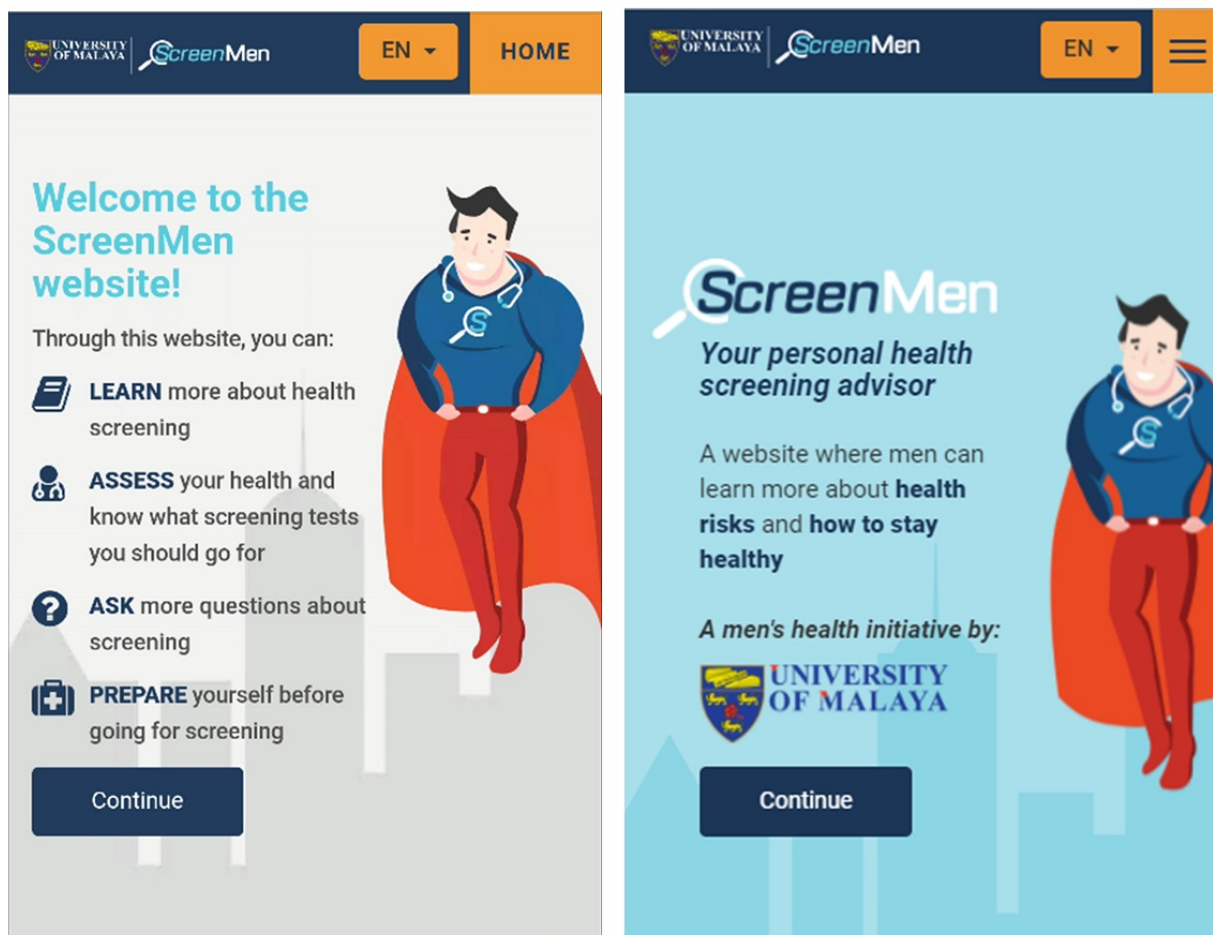 UNIVERSITY
OF MALAYA
ScreenMen
EN
HOME
Welcome to the
ScreenMen
website!
Through this website, you can:
LEARN more about health
screening
ASSESS your health and
know what screening tests
you should go for
?
ASK more questions about
screening
PREPARE yourself before
going for screening
Continue
S
UNIVERSITY
OF MALAYA
ScreenMen
EN
ScreenMen
Your personal health
screening advisor
A website where men can
learn more about health
risks and how to stay
healthy
A men's health initiative by:
UNIVERSITY
OF MALAYA
Continue
S